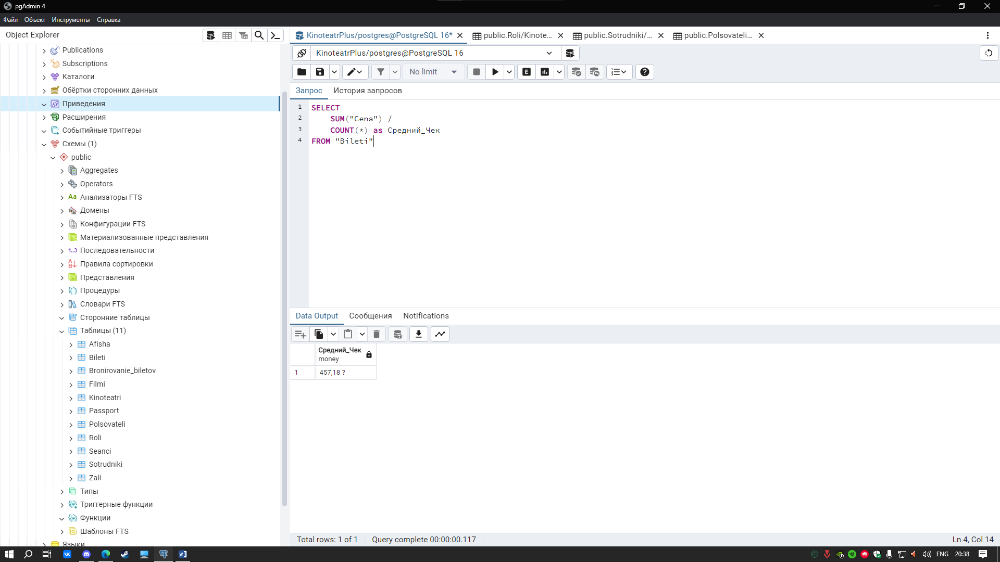 pgAdmin 4
Файл Объект Инструменты Справка
Object Explorer
Publications
Subscriptions
Каталоги
Обёртки сторонних данных
Приведения
Расширения
Событийные триггеры
Схемы (1)
public
Aggregates
Operators
Aa Анализаторы FTS
Домены
Конфигурации FTS
Материализованные представления
1..3 Последовательности
Правила сортировки
Представления
Процедуры
Словари FTS
Сторонние таблицы
Таблицы (11)
Afisha
Bileti
Bronirovanie_biletov
Filmi
Kinoteatri
Passport
Polsovateli
Roli
Seanci
Sotrudniki
Zali
Типы
Триггерные функции
Функции
Шаблоны FTS
Языки
KinoteatrPlus/postgres@PostgreSQL 16* public.Roli/Kinote... public.Sotrudniki/... public.Polsovateli...
KinoteatrPlus/postgres@PostgreSQL 16
No limit
Запрос История запросов
1 SELECT
2 SUM("Cena") /
3 COUNT(*) as Средний_Чек
4 FROM "Bileti"
Data Output Сообщения Notifications
Средний_Чек
money
1 457,18 ?
Total rows: 1 of 1 Query complete 00:00:00.117 Ln 4, Col 14
ENG 20:38